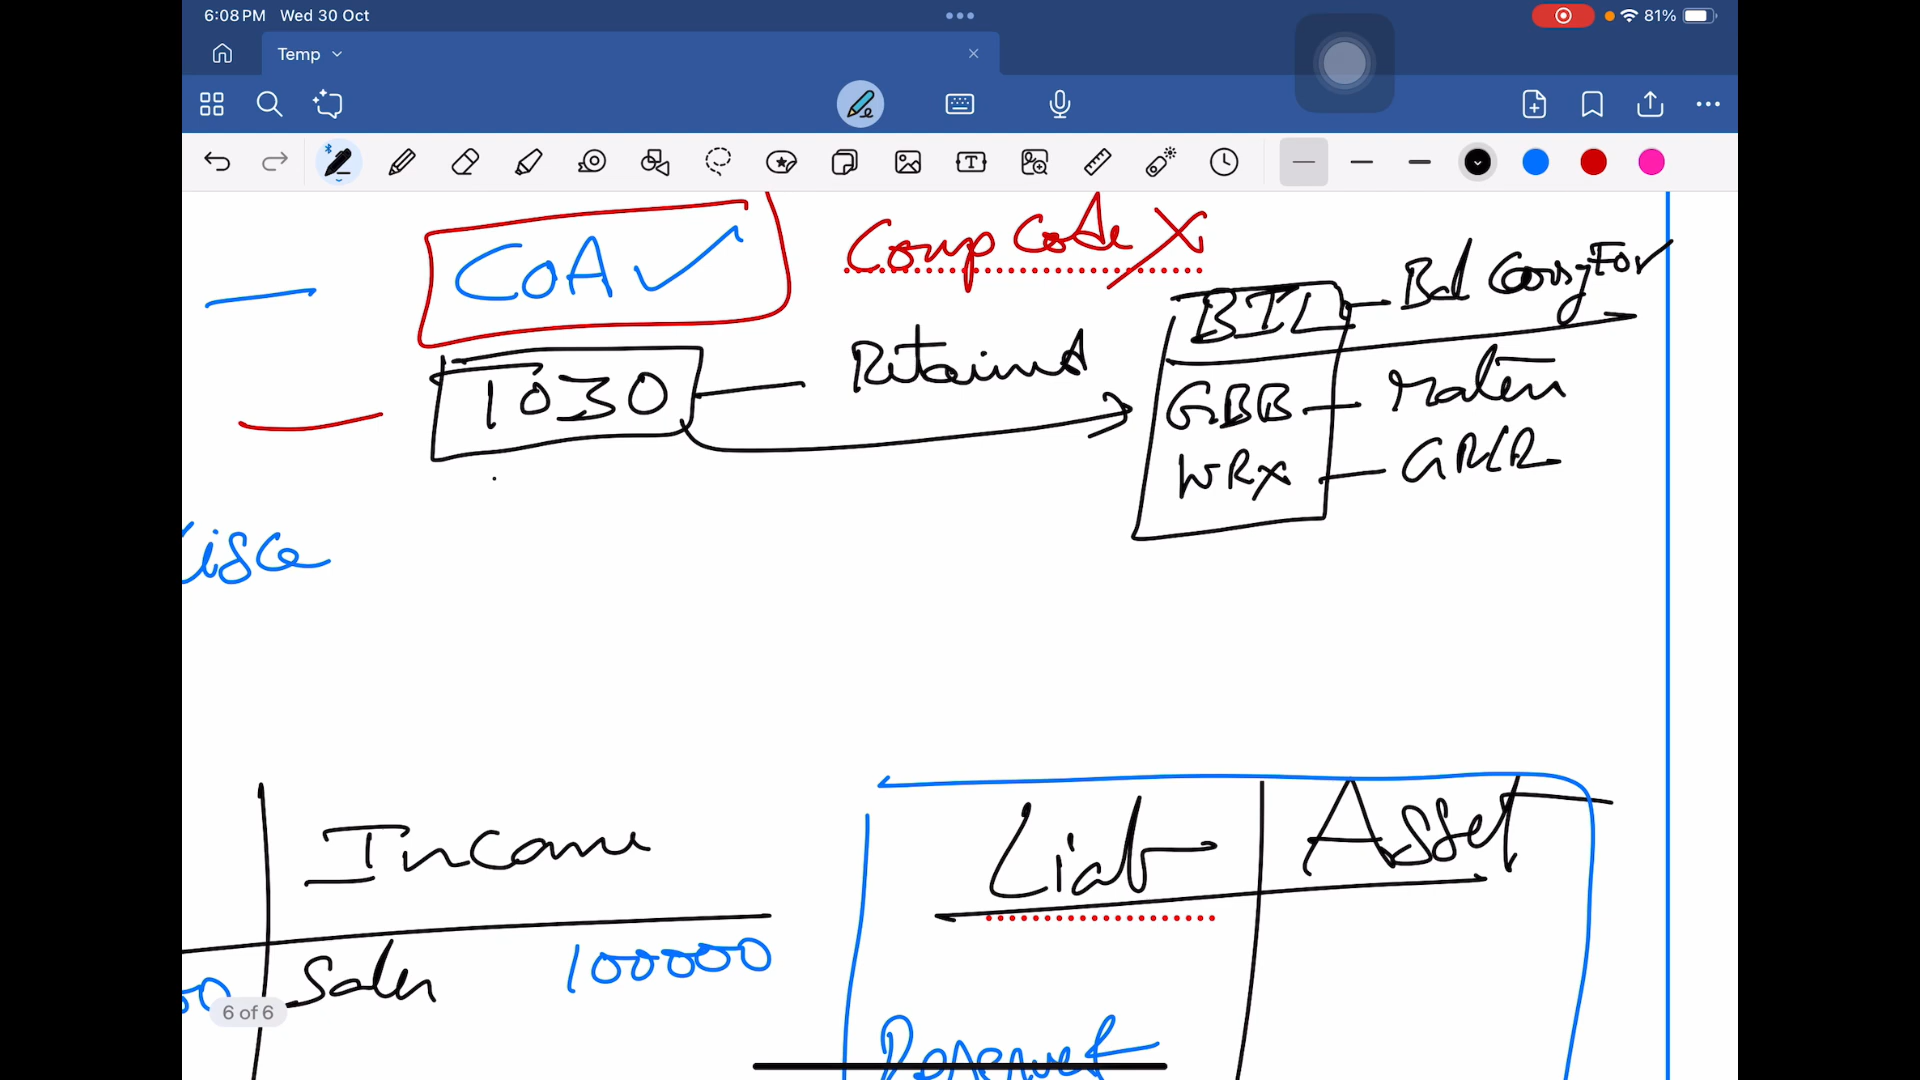 6:08 PM Wed 30 Oct
81%
Temp
COA
Comp Code X
BTL
Bal Carry For
1030
Retained
GBB
WRX
GRIR
Income
Liab
Asset
Sales
100000
6 of 6